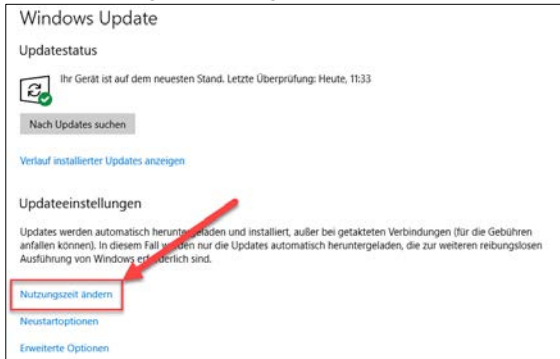 Windows Update
Updatestatus
Ihr Gerät ist auf dem neuesten Stand. Letzte Überprüfung: Heute, 11:33
Nach Updates suchen
Verlauf installierter Updates anzeigen
Updateeinstellungen
Updates werden automatisch heruntergeladen und installiert, außer bei getakteten Verbindungen (für die Gebühren
anfallen können). In diesem Fall werden nur die Updates automatisch heruntergeladen, die zur weiteren reibungslosen
Ausführung von Windows erforderlich sind.
Nutzungszeit ändern
Neustartoptionen
Erweiterte Optionen